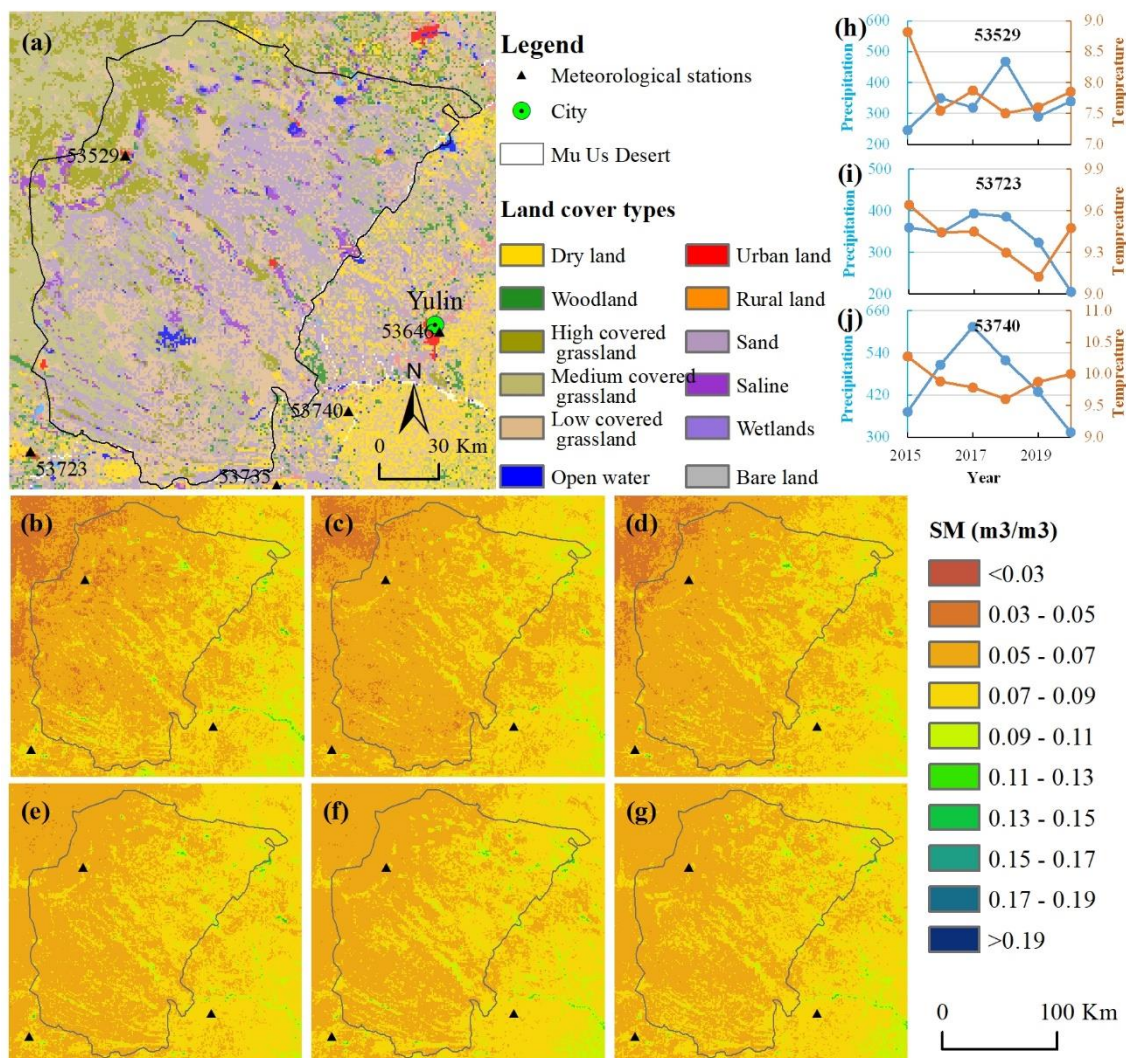 (a)
53529
Yulin
53646
53740
N
0 30 Km
53723
53735
Legend
Meteorological stations
City
Mu Us Desert
Land cover types
Dry land
Urban land
Woodland
Rural land
High covered
grassland
Sand
Medium covered
grassland
Saline
Low covered
grassland
Wetlands
Open water
Bare land
(h)
53529
Precipitation
600
500
400
300
200
9.0
8.5
8.0
7.5
7.0
Tempreature
(i)
53723
Precipitation
500
400
300
200
9.9
9.6
9.3
9.0
Tempreature
(j)
53740
Precipitation
660
540
420
300
11.0
10.5
10.0
9.5
9.0
Tempreature
2015 2017 2019
Year
(b)
(c)
(d)
(e)
(f)
(g)
SM (m3/m3)
<0.03
0.03 - 0.05
0.05 - 0.07
0.07 - 0.09
0.09 - 0.11
0.11 - 0.13
0.13 - 0.15
0.15 - 0.17
0.17 - 0.19
>0.19
0 100 Km